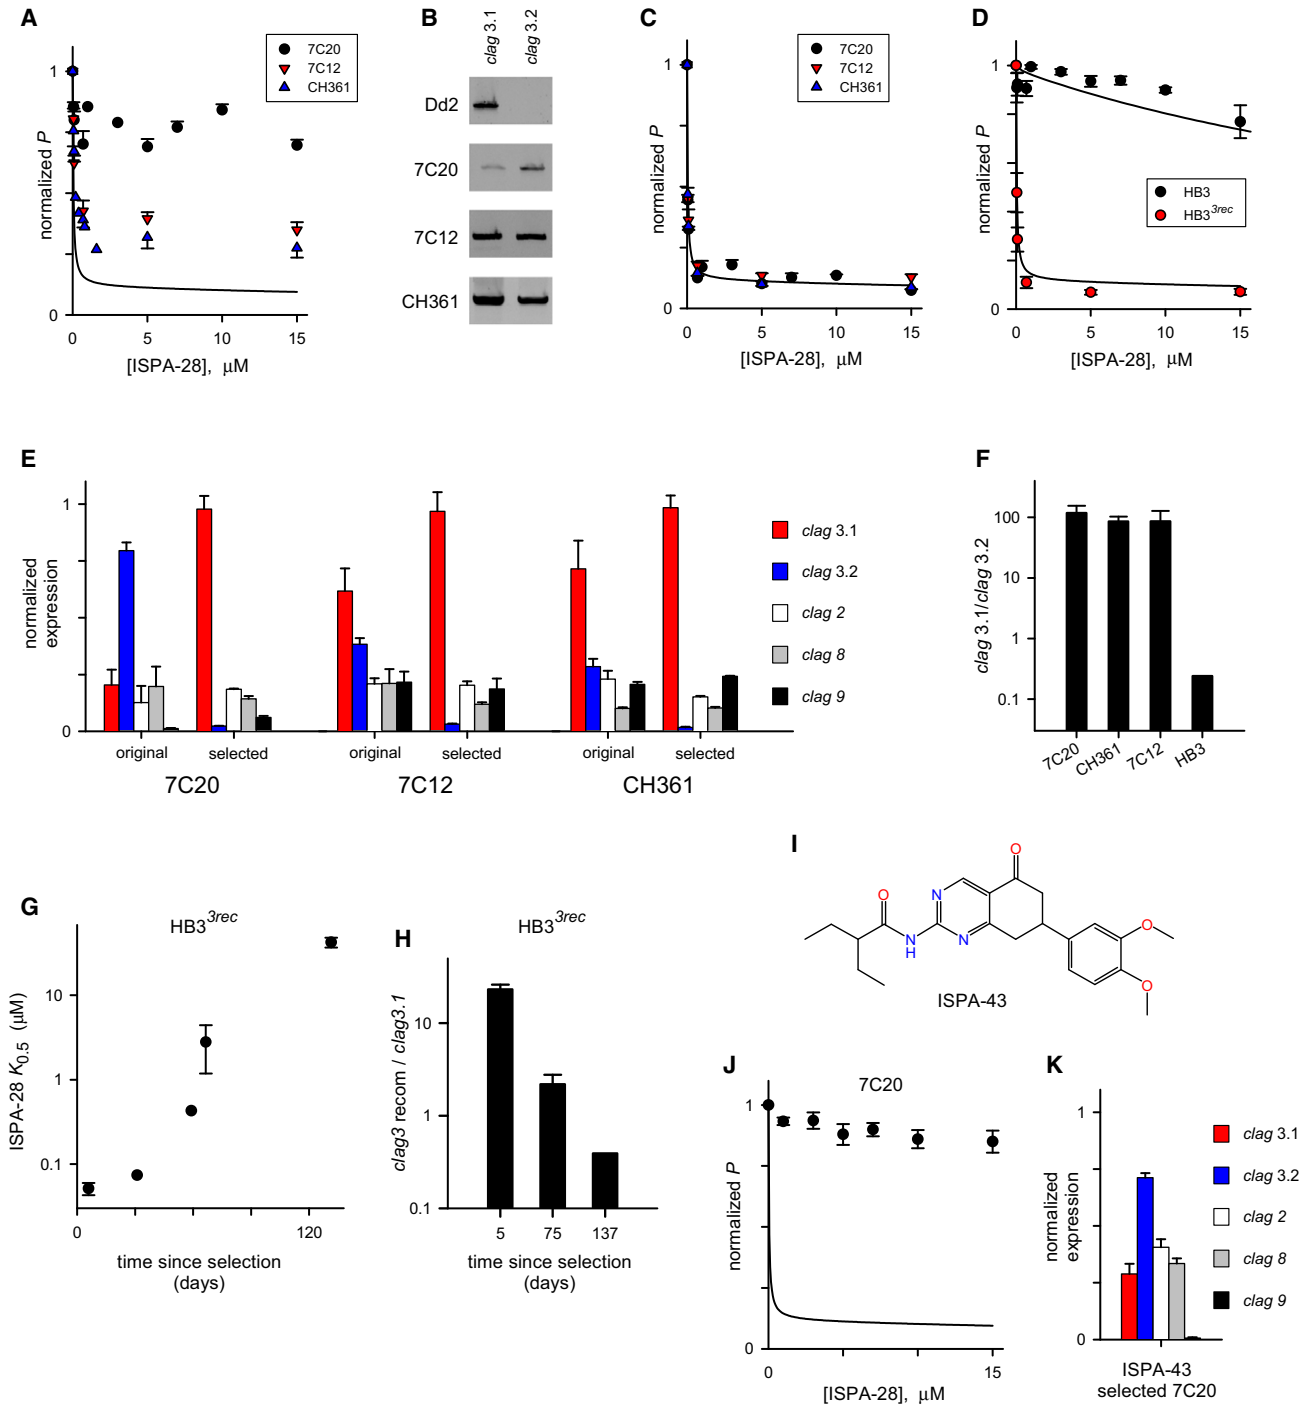 A
1
normalized P
0
7C20
7C12
CH361
0 5 10 15
[ISPA-28], μM
B
clag 3.1
clag 3.2
Dd2
7C20
7C12
CH361
C
1
normalized P
0
7C20
7C12
CH361
0 5 10 15
[ISPA-28], μM
D
1
normalized P
0
HB3
HB3^3rec
0 5 10 15
[ISPA-28], μM
E
1
normalized
expression
0
original selected original selected original selected
7C20 7C12 CH361
clag 3.1
clag 3.2
clag 2
clag 8
clag 9
F
clag 3.1/clag 3.2
100
10
1
0.1
7C20 CH361 7C12 HB3
G
HB3^3rec
ISPA-28 K0.5 (μM)
10
1
0.1
0 120
time since selection
(days)
H
HB3^3rec
clag3 recom / clag3.1
10
1
0.1
5 75 137
time since selection
(days)
I
O
O
N
N
N
H
O
O
ISPA-43
J
7C20
1
normalized P
0
0 15
[ISPA-28], μM
K
1
normalized
expression
0
ISPA-43
selected 7C20
clag 3.1
clag 3.2
clag 2
clag 8
clag 9